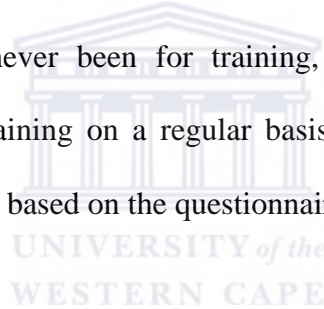 never been for training,
aining on a regular basis
based on the questionnai
UNIVERSITY of the
WESTERN CAPE